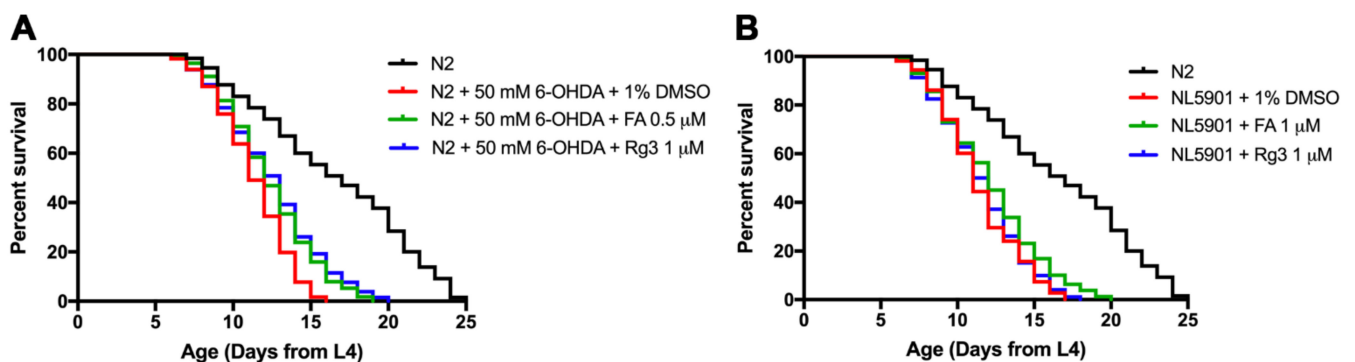 A
Percent survival
100
80
60
40
20
0
0 5 10 15 20 25
Age (Days from L4)
N2
N2 + 50 mM 6-OHDA + 1% DMSO
N2 + 50 mM 6-OHDA + FA 0.5 μM
N2 + 50 mM 6-OHDA + Rg3 1 μM
B
Percent survival
100
80
60
40
20
0
0 5 10 15 20 25
Age (Days from L4)
N2
NL5901 + 1% DMSO
NL5901 + FA 1 μM
NL5901 + Rg3 1 μM